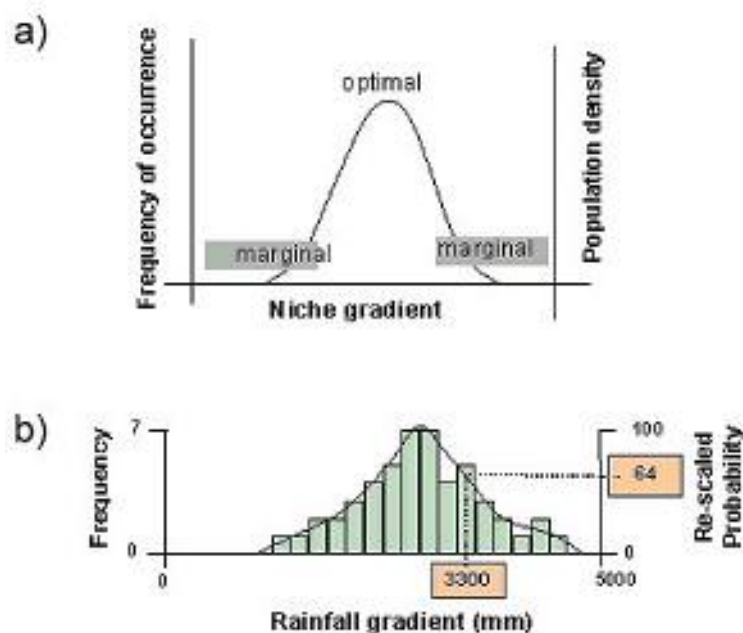 a)
Frequency of occurrence
optimal
marginal
marginal
Population density
Niche gradient
b)
Frequency
7
0
100
64
0
Re-scaled
Probability
0
3300
5000
Rainfall gradient (mm)